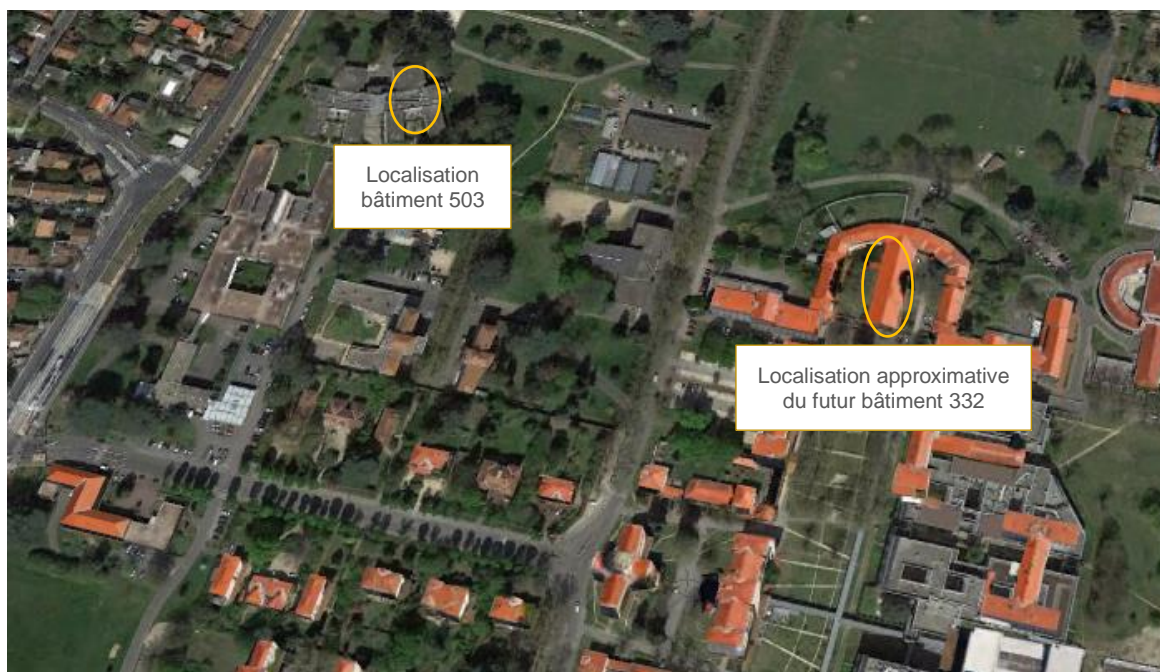 Localisation
bâtiment 503
Localisation approximative
du futur bâtiment 332